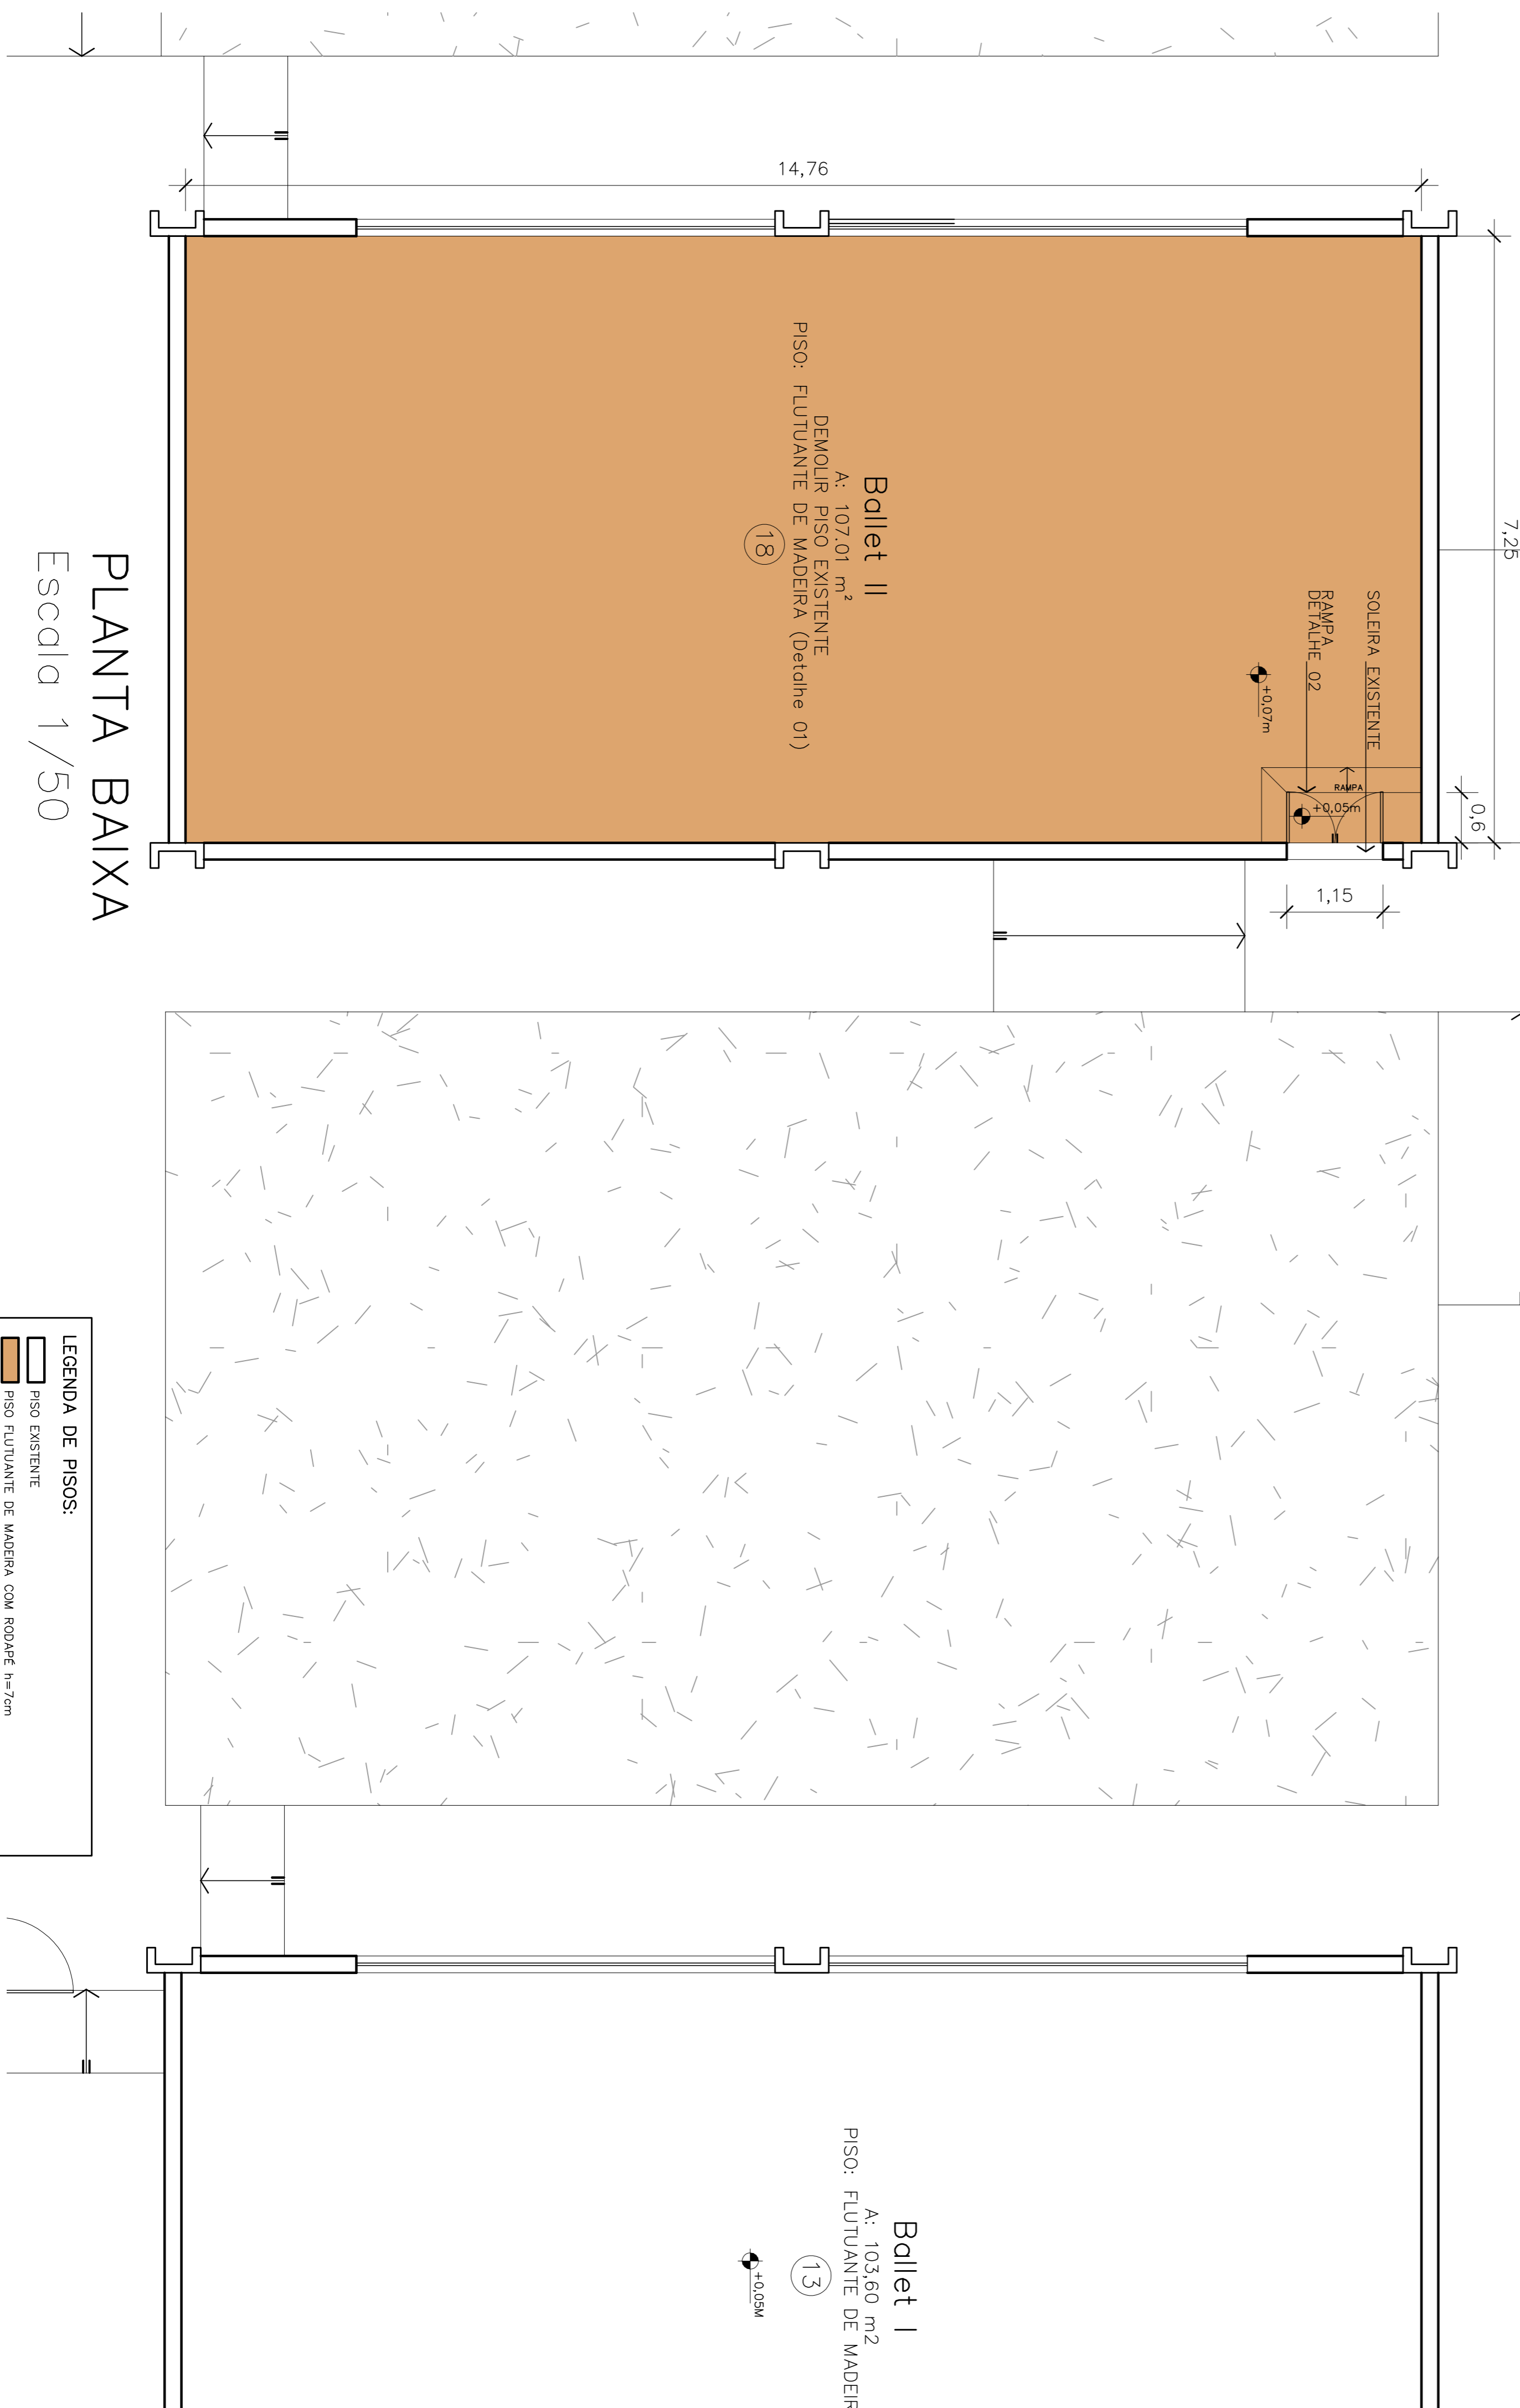 14,76
7,25
0,6
1,15
Ballet II
A: 107.01 m²
DEMOLIR PISO EXISTENTE
PISO: FLUTUANTE DE MADEIRA (Detalhe 01)
18
SOLEIRA EXISTENTE
RAMPA
DETALHE 02
+0,07m
RAMPA
+0,05m
PLANTA BAIXA
Escala 1/50
LEGENDA DE PISOS:
PISO EXISTENTE
PISO FLUTUANTE DE MADEIRA COM RODAPÉ h=7cm
Ballet I
A: 103,60 m2
PISO: FLUTUANTE DE MADEIR
13
+0,05M